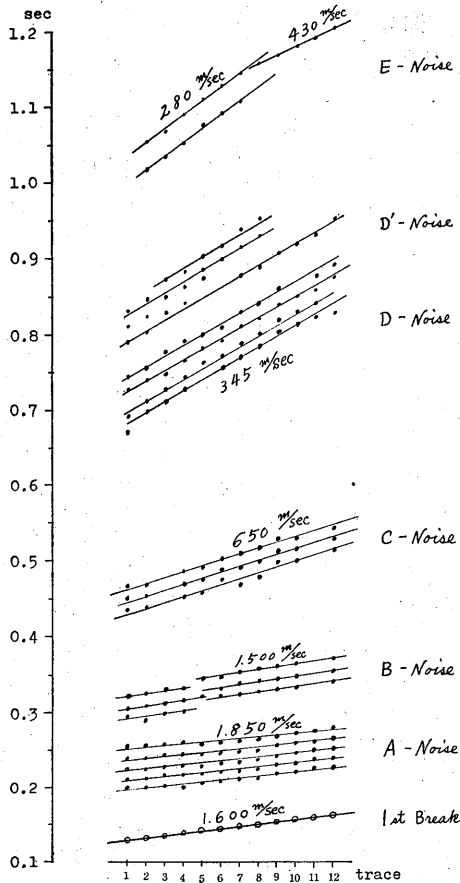 sec
1.2
430 m/sec
E - Noise
280 m/sec
1.1
1.0
D' - Noise
0.9
D - Noise
0.8
345 m/sec
0.7
0.6
650 m/sec
C - Noise
0.5
0.4
1.500 m/sec
B - Noise
0.3
1.850 m/sec
A - Noise
0.2
1.600 m/sec
1st Break
0.1
1 2 3 4 5 6 7 8 9 10 11 12 trace